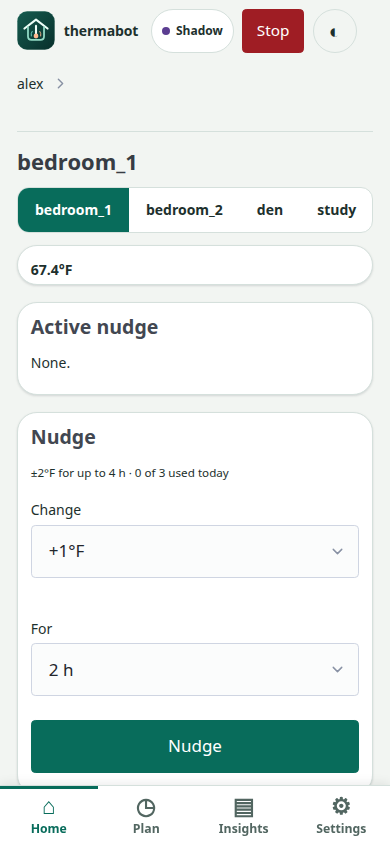 thermabot
Shadow
Stop
alex
bedroom_1
bedroom_1 bedroom_2 den study
67.4°F
Active nudge
None.
Nudge
±2°F for up to 4 h · 0 of 3 used today
Change
+1°F
For
2 h
Nudge
Home Plan Insights Settings